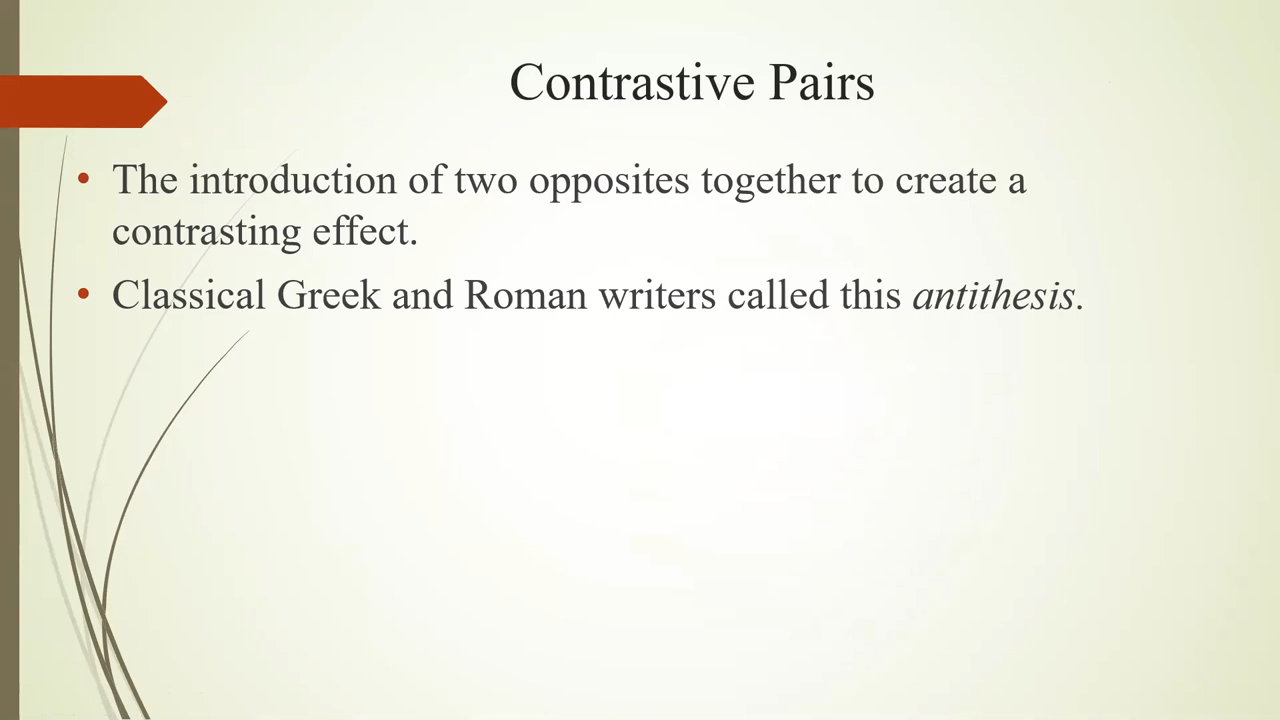 Contrastive Pairs
• The introduction of two opposites together to create a
contrasting effect.
• Classical Greek and Roman writers called this antithesis.